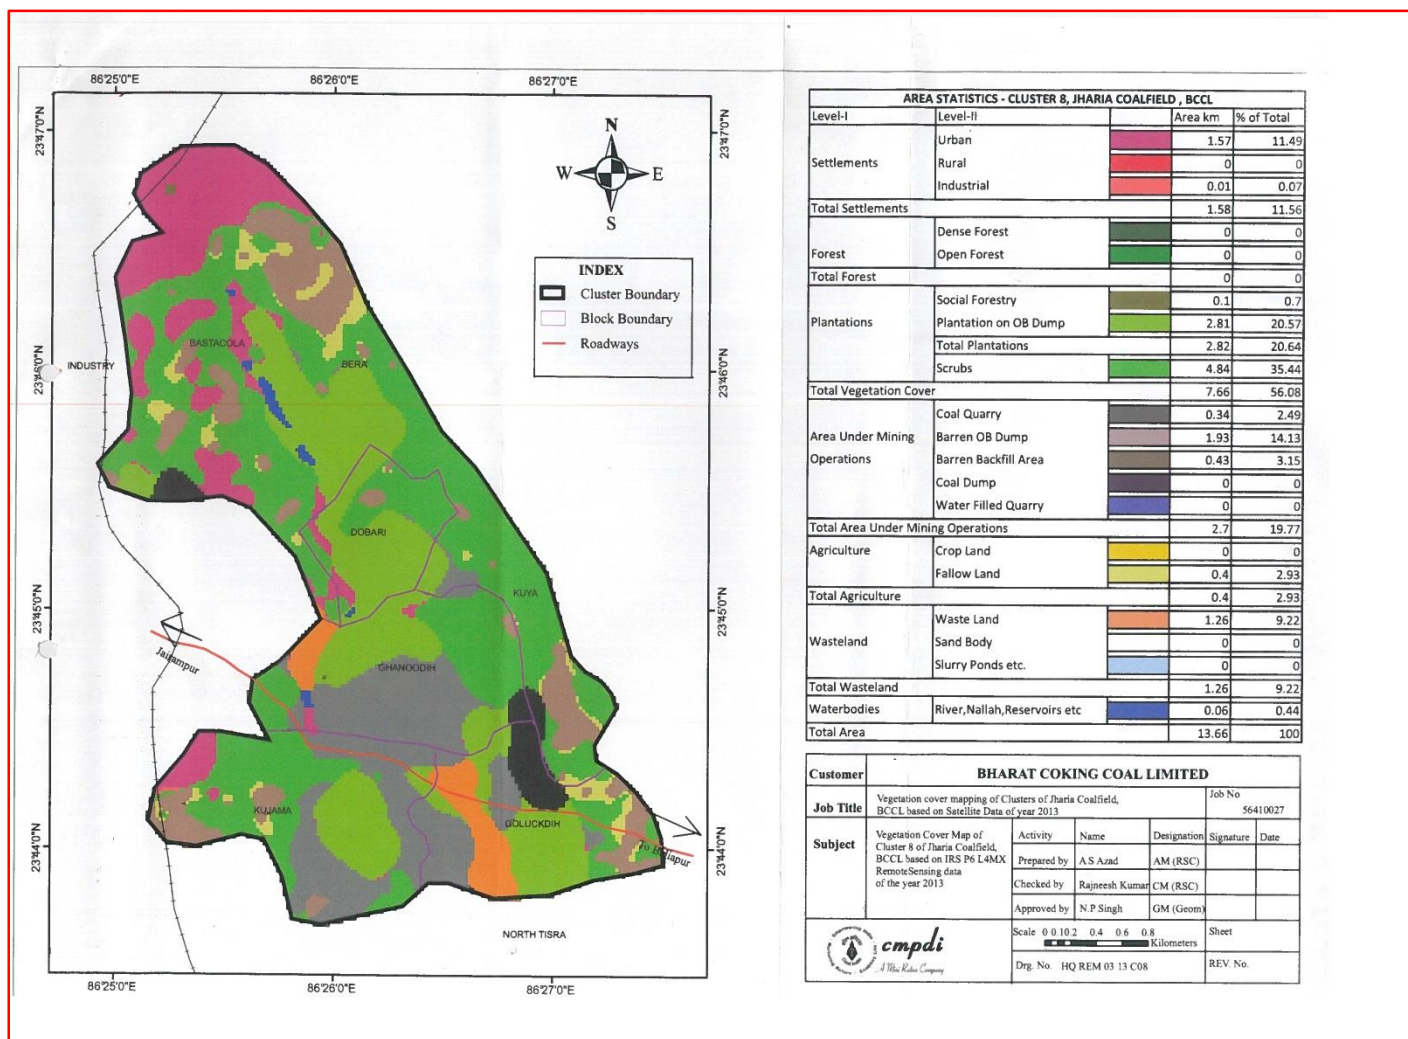 86°25'0"E 86°26'0"E 86°27'0"E
23°47'0"N
23°46'0"N
23°45'0"N
23°44'0"N
23°47'0"N
23°46'0"N
23°45'0"N
23°44'0"N
N
W E
S
INDEX
Cluster Boundary
Block Boundary
Roadways
INDUSTRY
BASTACOLA
BERA
DOBARI
KUYA
Jairampur
GHANOODIH
KUJAMA
GOLUCKDIH
To Baliapur
NORTH TISRA
86°25'0"E 86°26'0"E 86°27'0"E
AREA STATISTICS - CLUSTER 8, JHARIA COALFIELD , BCCL
Level-I Level-II Area km % of Total
Urban 1.57 11.49
Settlements Rural 0 0
Industrial 0.01 0.07
Total Settlements 1.58 11.56
Dense Forest 0 0
Forest Open Forest 0 0
Total Forest 0 0
Social Forestry 0.1 0.7
Plantations Plantation on OB Dump 2.81 20.57
Total Plantations 2.82 20.64
Scrubs 4.84 35.44
Total Vegetation Cover 7.66 56.08
Coal Quarry 0.34 2.49
Area Under Mining Barren OB Dump 1.93 14.13
Operations Barren Backfill Area 0.43 3.15
Coal Dump 0 0
Water Filled Quarry 0 0
Total Area Under Mining Operations 2.7 19.77
Agriculture Crop Land 0 0
Fallow Land 0.4 2.93
Total Agriculture 0.4 2.93
Waste Land 1.26 9.22
Wasteland Sand Body 0 0
Slurry Ponds etc. 0 0
Total Wasteland 1.26 9.22
Waterbodies River,Nallah,Reservoirs etc 0.06 0.44
Total Area 13.66 100
Customer BHARAT COKING COAL LIMITED
Job Title Vegetation cover mapping of Clusters of Jharia Coalfield, Job No
BCCL based on Satellite Data of year 2013 56410027
Subject Vegetation Cover Map of Activity Name Designation Signature Date
Cluster 8 of Jharia Coalfield,
BCCL based on IRS P6 L4MX Prepared by A S Azad AM (RSC)
RemoteSensing data
of the year 2013 Checked by Rajneesh Kumar CM (RSC)
Approved by N.P Singh GM (Geom)
Scale 0 0.10.2 0.4 0.6 0.8 Sheet
Kilometers
cmpdi
A Mini Ratna Company
Drg. No. HQ REM 03 13 C08 REV. No.